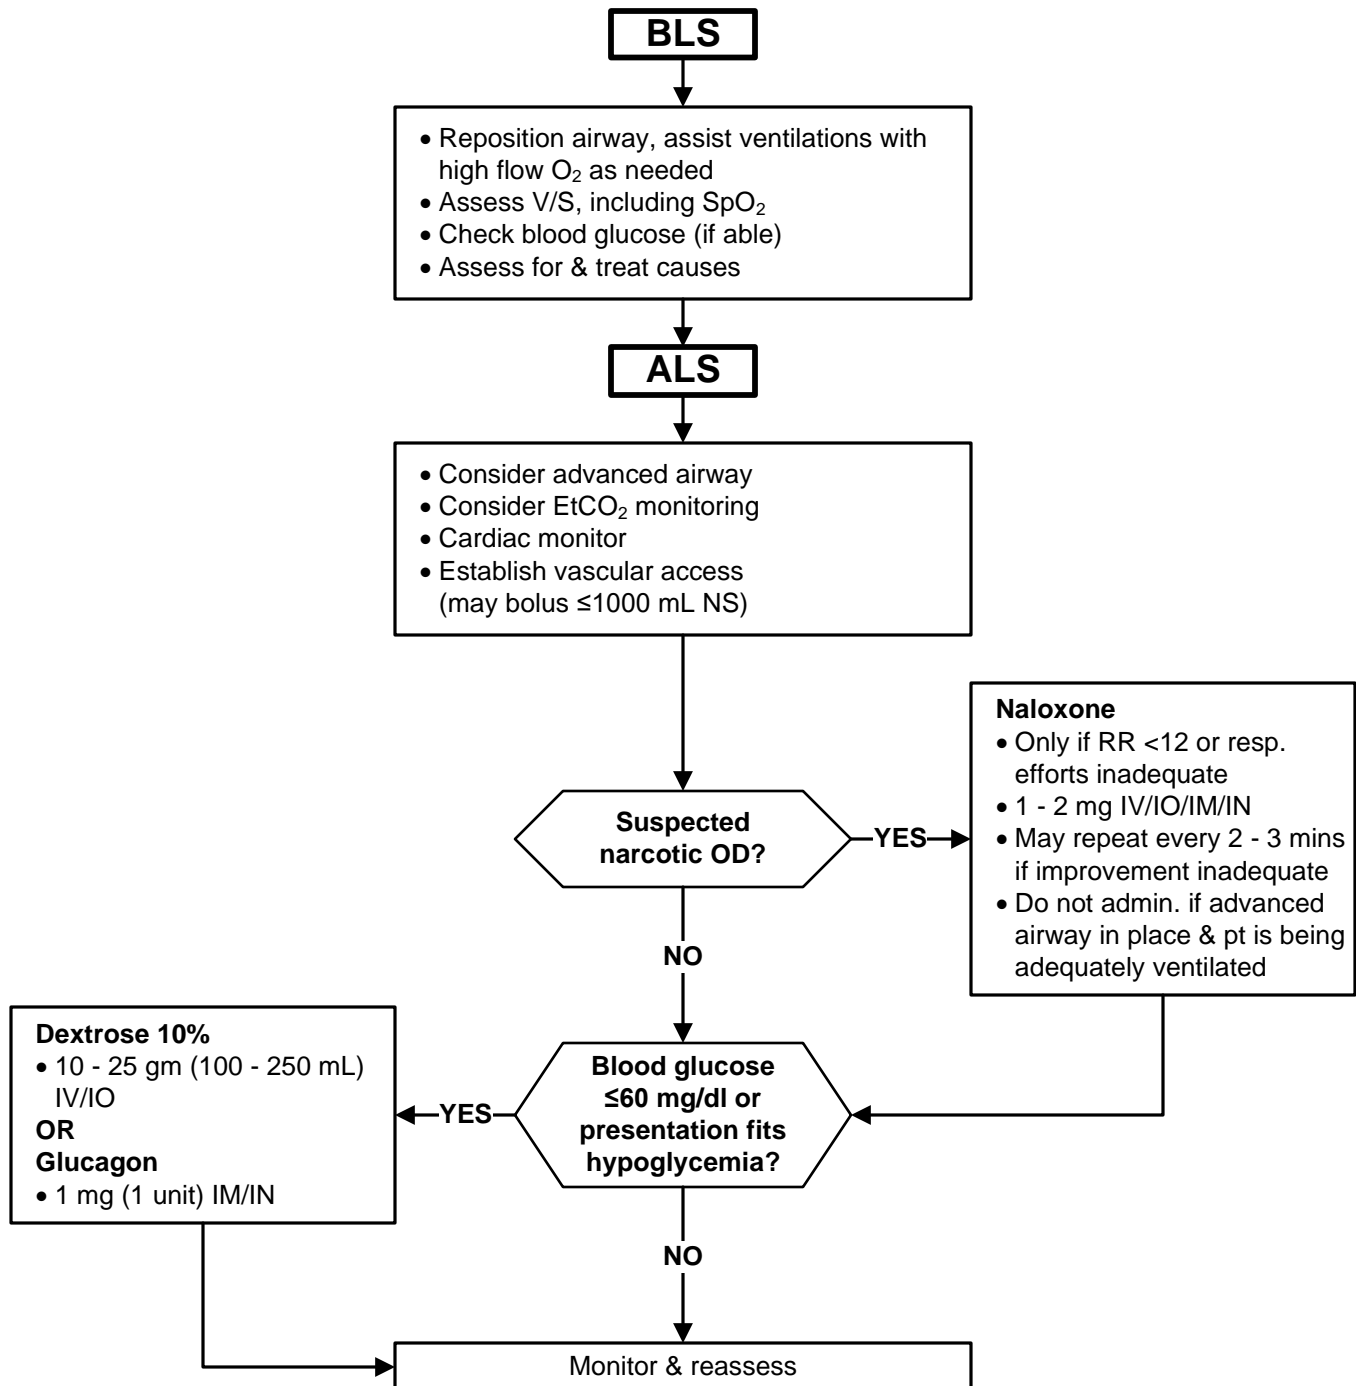 BLS
• Reposition airway, assist ventilations with
high flow O₂ as needed
• Assess V/S, including SpO₂
• Check blood glucose (if able)
• Assess for & treat causes
ALS
• Consider advanced airway
• Consider EtCO₂ monitoring
• Cardiac monitor
• Establish vascular access
(may bolus ≤1000 mL NS)
Suspected
narcotic OD?
YES
Naloxone
• Only if RR <12 or resp.
efforts inadequate
• 1 - 2 mg IV/IO/IM/IN
• May repeat every 2 - 3 mins
if improvement inadequate
• Do not admin. if advanced
airway in place & pt is being
adequately ventilated
NO
Blood glucose
≤60 mg/dl or
presentation fits
hypoglycemia?
YES
Dextrose 10%
• 10 - 25 gm (100 - 250 mL)
IV/IO
OR
Glucagon
• 1 mg (1 unit) IM/IN
NO
Monitor & reassess